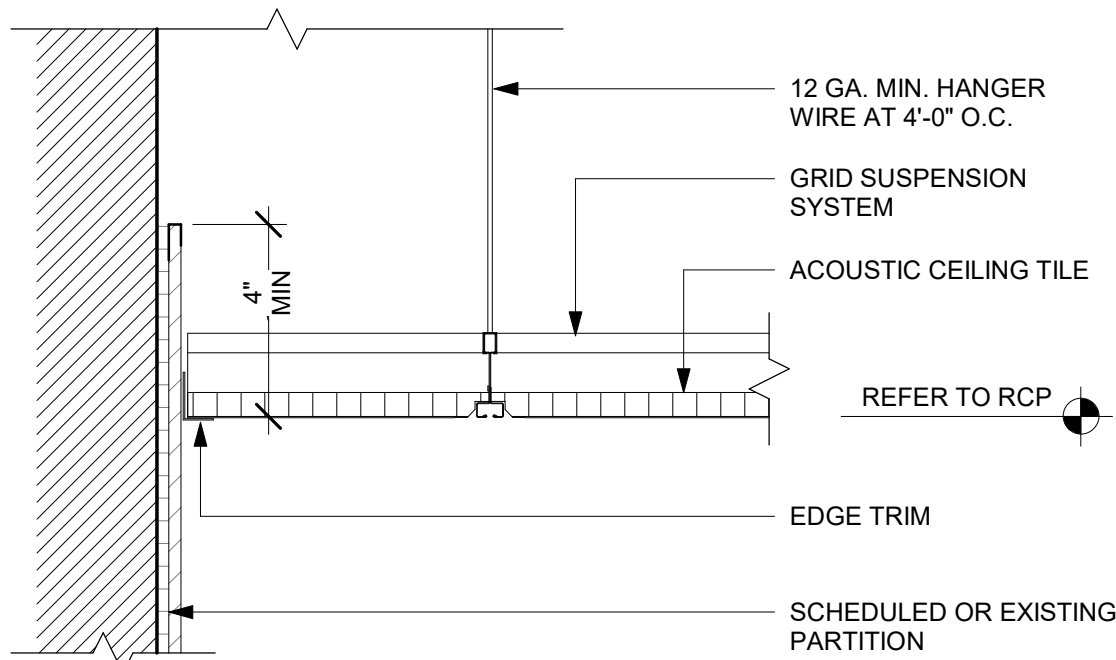 12 GA. MIN. HANGER
WIRE AT 4'-0" O.C.
GRID SUSPENSION
SYSTEM
ACOUSTIC CEILING TILE
4"
MIN
REFER TO RCP
EDGE TRIM
SCHEDULED OR EXISTING
PARTITION